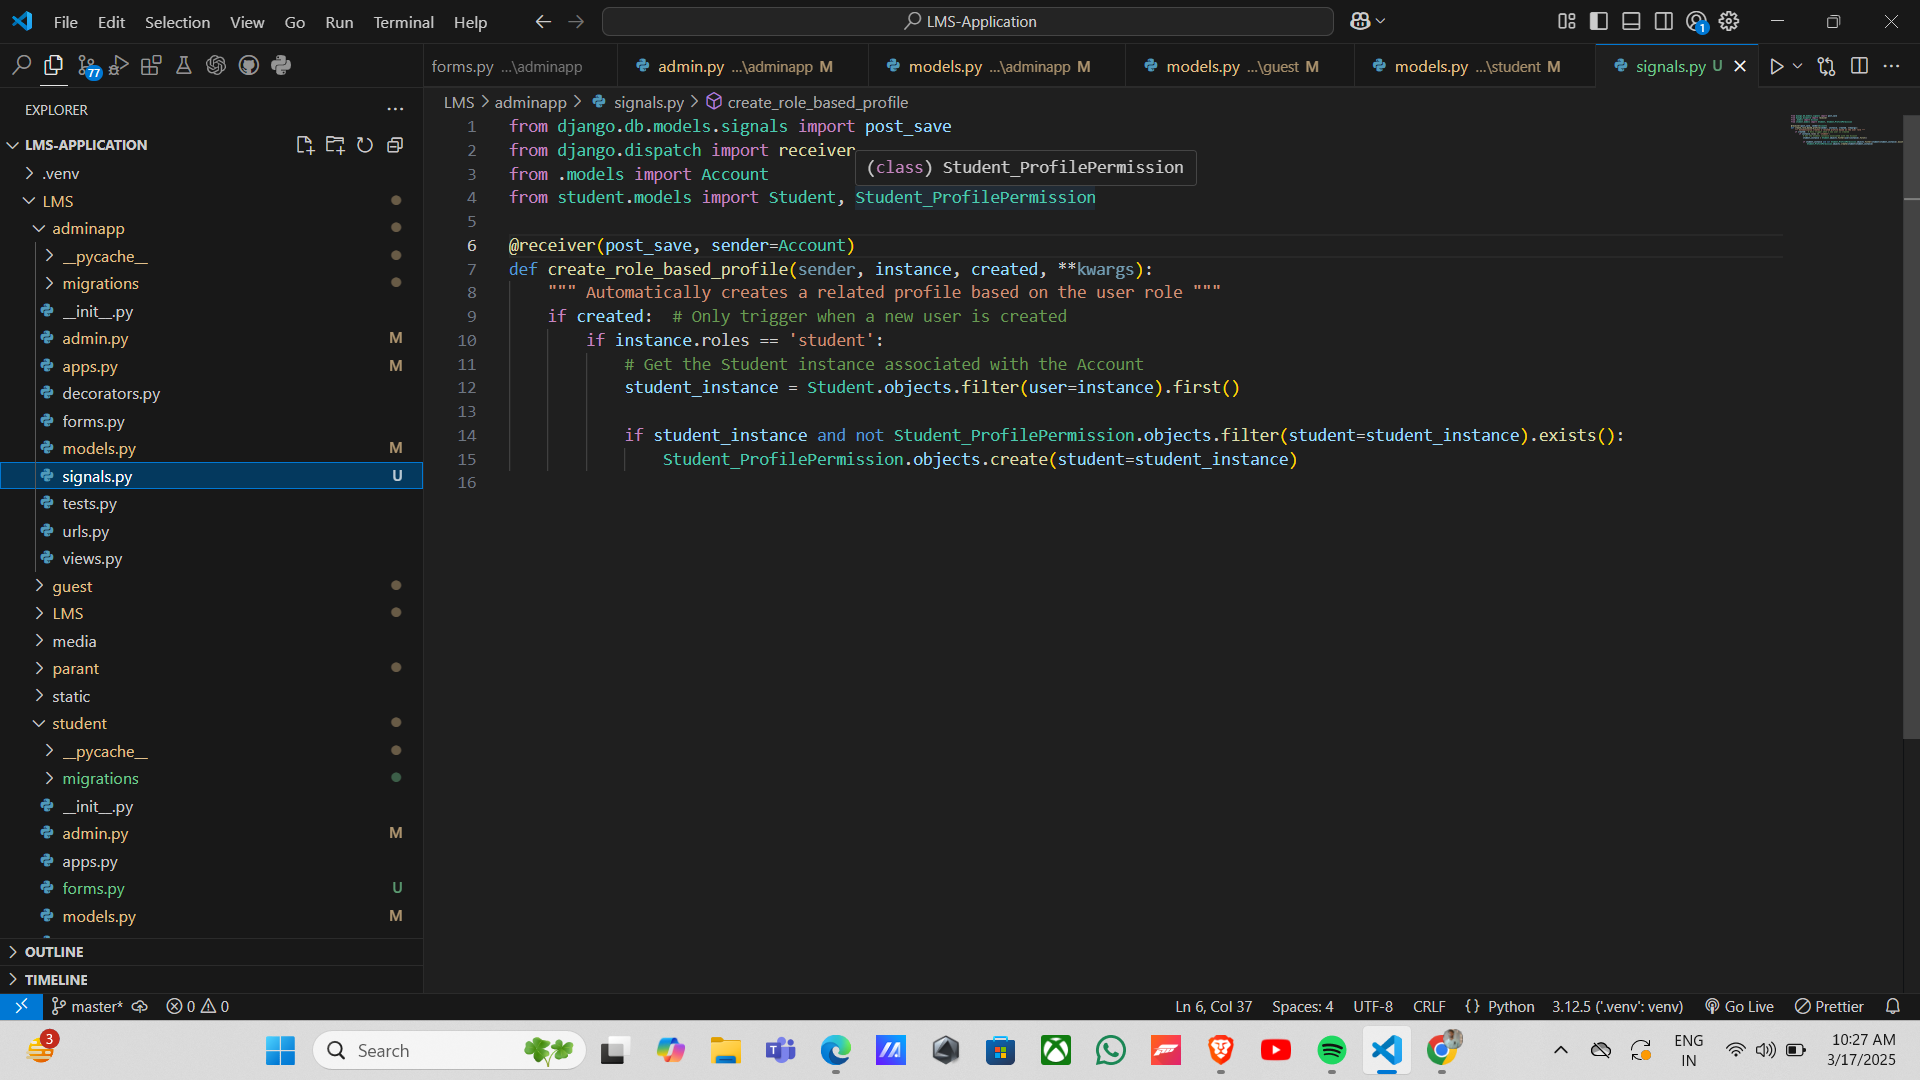 File Edit Selection View Go Run Terminal Help
LMS-Application
1
77
forms.py ...\adminapp
admin.py ...\adminapp M
models.py ...\adminapp M
models.py ...\guest M
models.py ...\student M
signals.py U
EXPLORER
LMS-APPLICATION
.venv
LMS
adminapp
__pycache__
migrations
__init__.py
admin.py M
apps.py M
decorators.py
forms.py
models.py M
signals.py U
tests.py
urls.py
views.py
guest
LMS
media
parant
static
student
__pycache__
migrations
__init__.py
admin.py M
apps.py
forms.py U
models.py M
OUTLINE
TIMELINE
LMS > adminapp > signals.py > create_role_based_profile
1 from django.db.models.signals import post_save
2 from django.dispatch import receiver
(class) Student_ProfilePermission
3 from .models import Account
4 from student.models import Student, Student_ProfilePermission
5
6 @receiver(post_save, sender=Account)
7 def create_role_based_profile(sender, instance, created, **kwargs):
8 """ Automatically creates a related profile based on the user role """
9 if created:  # Only trigger when a new user is created
10 if instance.roles == 'student':
11 # Get the Student instance associated with the Account
12 student_instance = Student.objects.filter(user=instance).first()
13
14 if student_instance and not Student_ProfilePermission.objects.filter(student=student_instance).exists():
15 Student_ProfilePermission.objects.create(student=student_instance)
16
master* 0 0
Ln 6, Col 37 Spaces: 4 UTF-8 CRLF {} Python 3.12.5 ('.venv': venv) Go Live Prettier
3
Search
ENG
IN
10:27 AM
3/17/2025